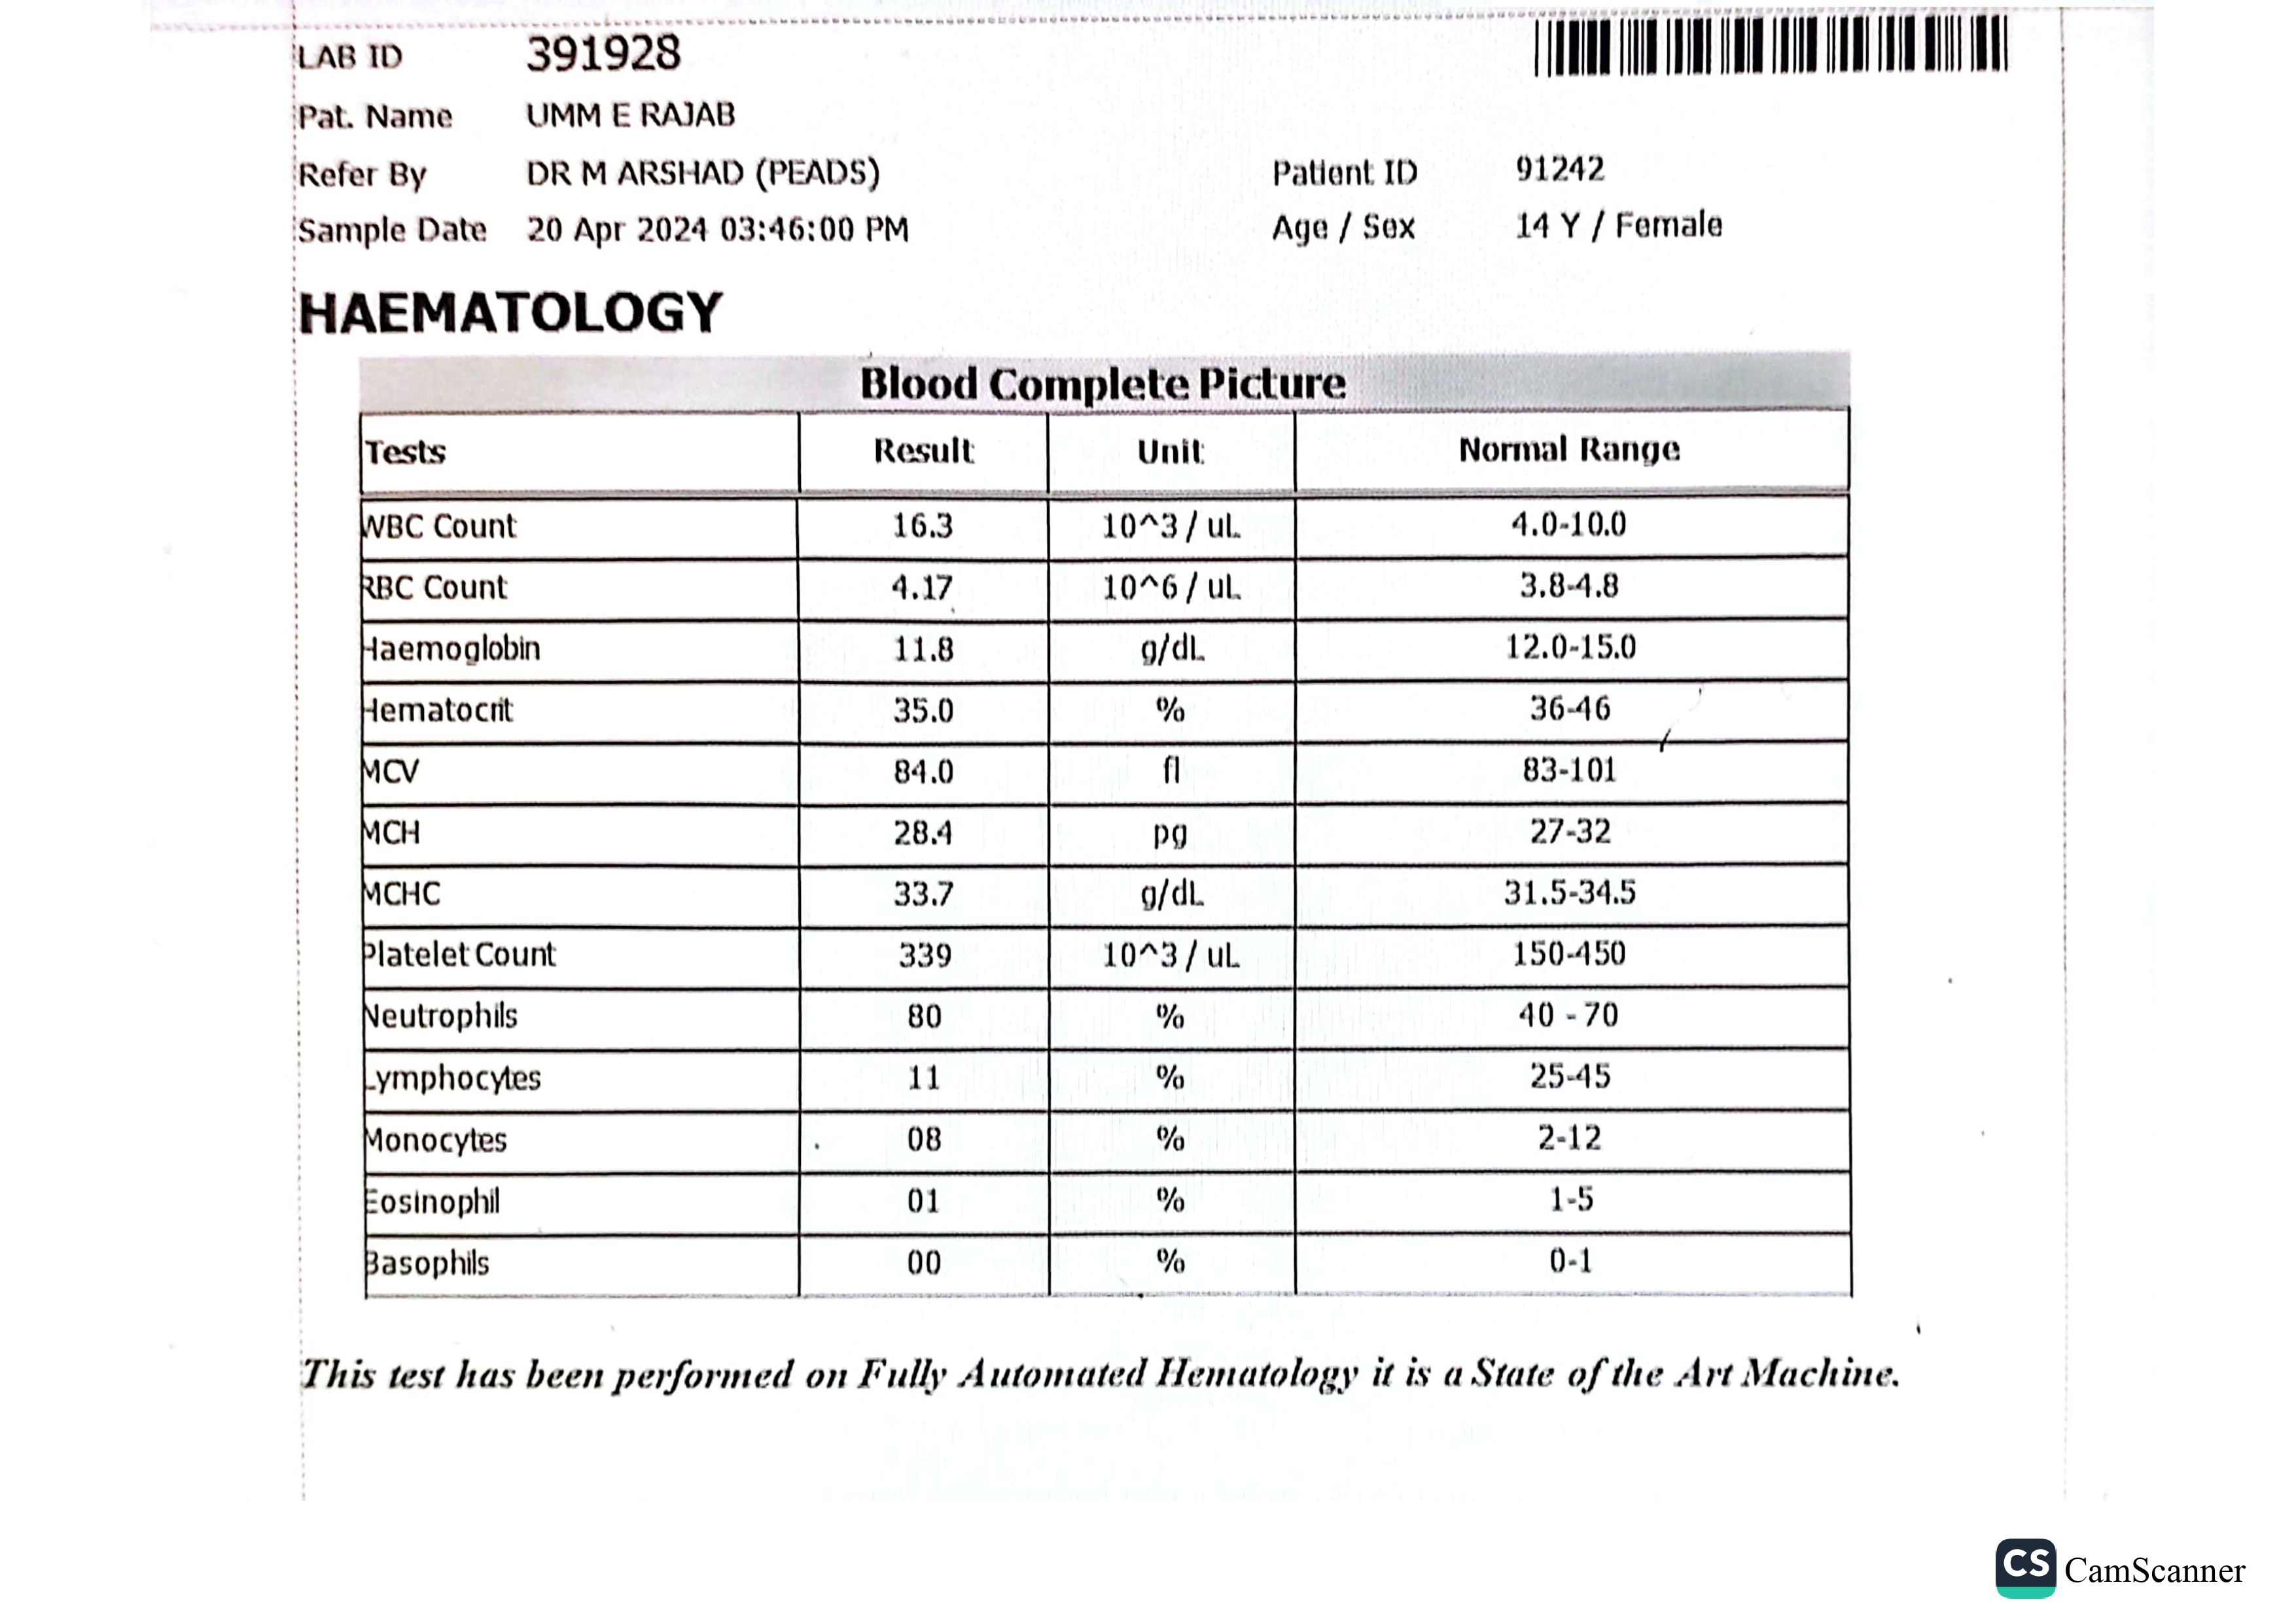 LAB ID 391928
Pat. Name UMM E RAJAB
Refer By DR M ARSHAD (PEADS) Patient ID 91242
Sample Date 20 Apr 2024 03:46:00 PM Age / Sex 14 Y / Female
HAEMATOLOGY
Blood Complete Picture
Tests Result Unit Normal Range
WBC Count 16.3 10^3 / uL 4.0-10.0
RBC Count 4.17 10^6 / uL 3.8-4.8
Haemoglobin 11.8 g/dL 12.0-15.0
Hematocrit 35.0 % 36-46
MCV 84.0 fl 83-101
MCH 28.4 pg 27-32
MCHC 33.7 g/dL 31.5-34.5
Platelet Count 339 10^3 / uL 150-450
Neutrophils 80 % 40 - 70
Lymphocytes 11 % 25-45
Monocytes 08 % 2-12
Eosinophil 01 % 1-5
Basophils 00 % 0-1
This test has been performed on Fully Automated Hematology it is a State of the Art Machine.
CS CamScanner